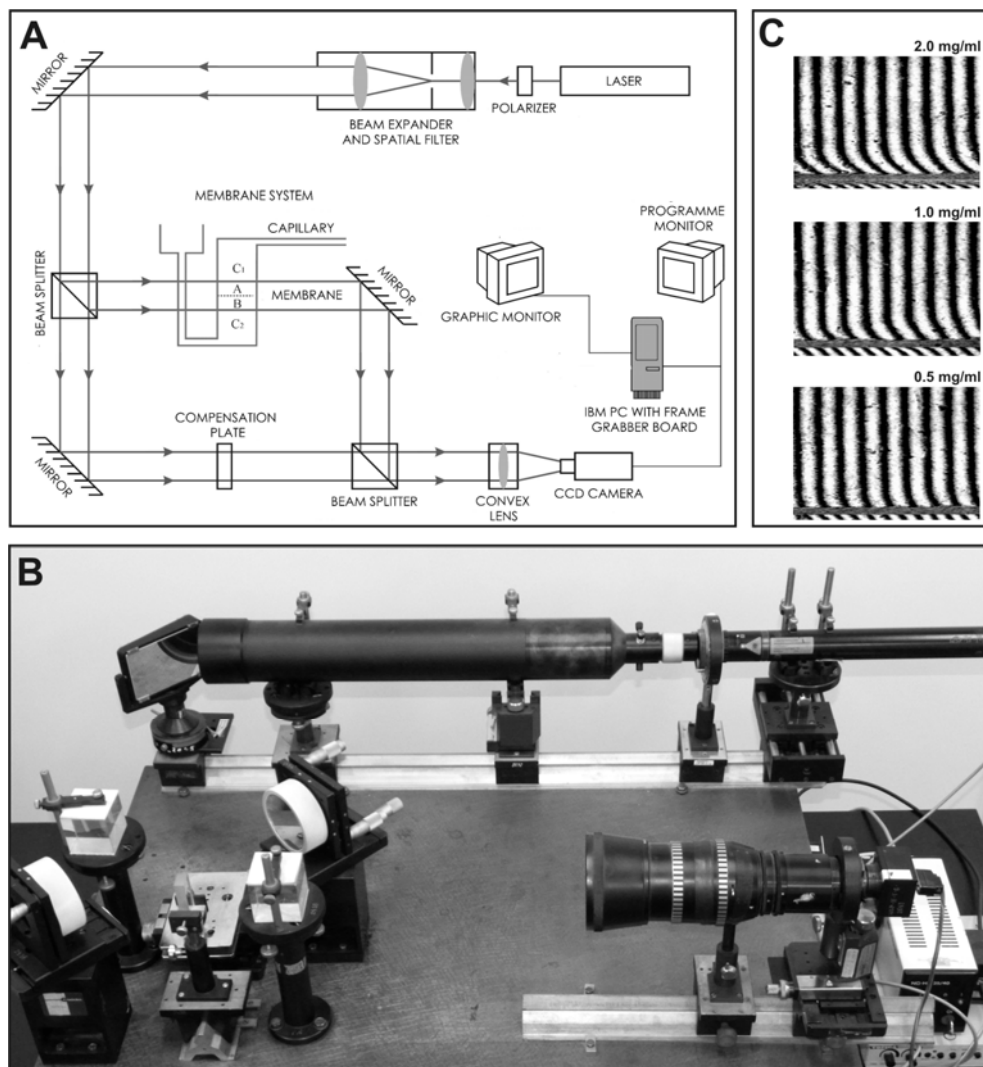 A
MIRROR
LASER
POLARIZER
BEAM EXPANDER
AND SPATIAL FILTER
MEMBRANE SYSTEM
CAPILLARY
BEAM SPLITTER
C1
A
MEMBRANE
B
C2
MIRROR
GRAPHIC MONITOR
PROGRAMME
MONITOR
IBM PC WITH FRAME
GRABBER BOARD
COMPENSATION
PLATE
MIRROR
BEAM SPLITTER
CONVEX
LENS
CCD CAMERA
C
2.0 mg/ml
1.0 mg/ml
0.5 mg/ml
B